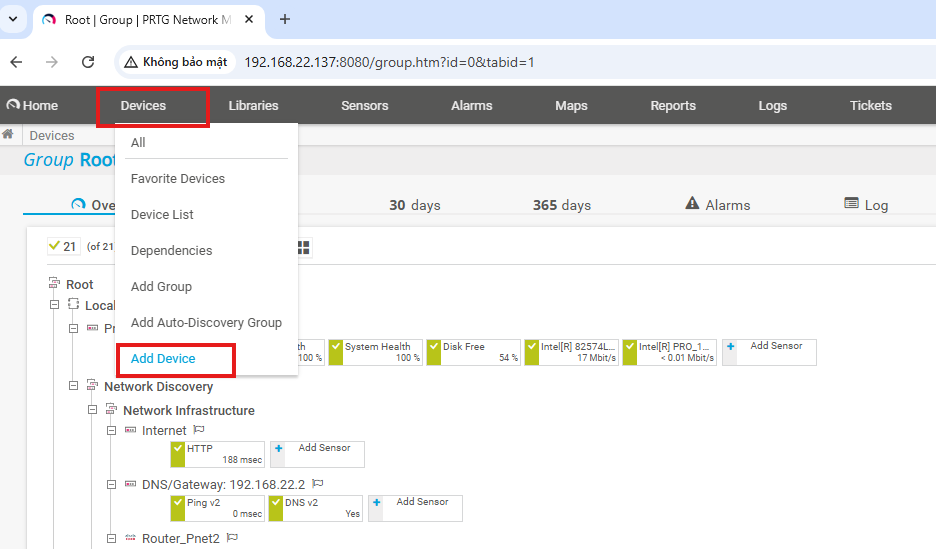 Root | Group | PRTG Network M
Không bảo mật
192.168.22.137:8080/group.htm?id=0&tabid=1
Home Devices Libraries Sensors Alarms Maps Reports Logs Tickets
Devices
Group Root
All
Favorite Devices
Device List
Dependencies
Add Group
Add Auto-Discovery Group
Add Device
Ove 30 days 365 days Alarms Log
21 (of 21
Root
Local
Pr
th System Health Disk Free Intel[R] 82574L... Intel[R] PRO_1... Add Sensor
100 % 100 % 54 % 17 Mbit/s < 0.01 Mbit/s
Network Discovery
Network Infrastructure
Internet
HTTP Add Sensor
188 msec
DNS/Gateway: 192.168.22.2
Ping v2 DNS v2 Add Sensor
0 msec Yes
Router_Pnet2